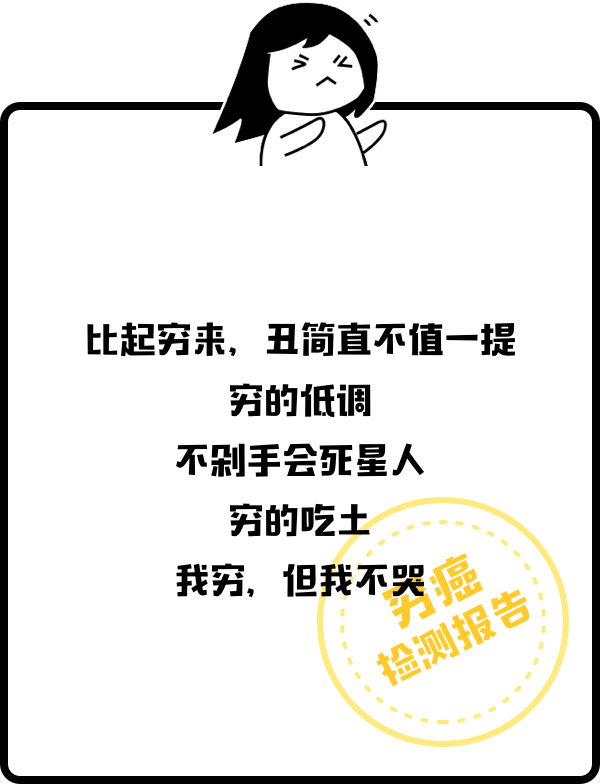 比起穷来，丑简直不值一提
穷的低调
不剁手会死星人
穷的吃土
我穷，但我不哭
穷癌
检测报告